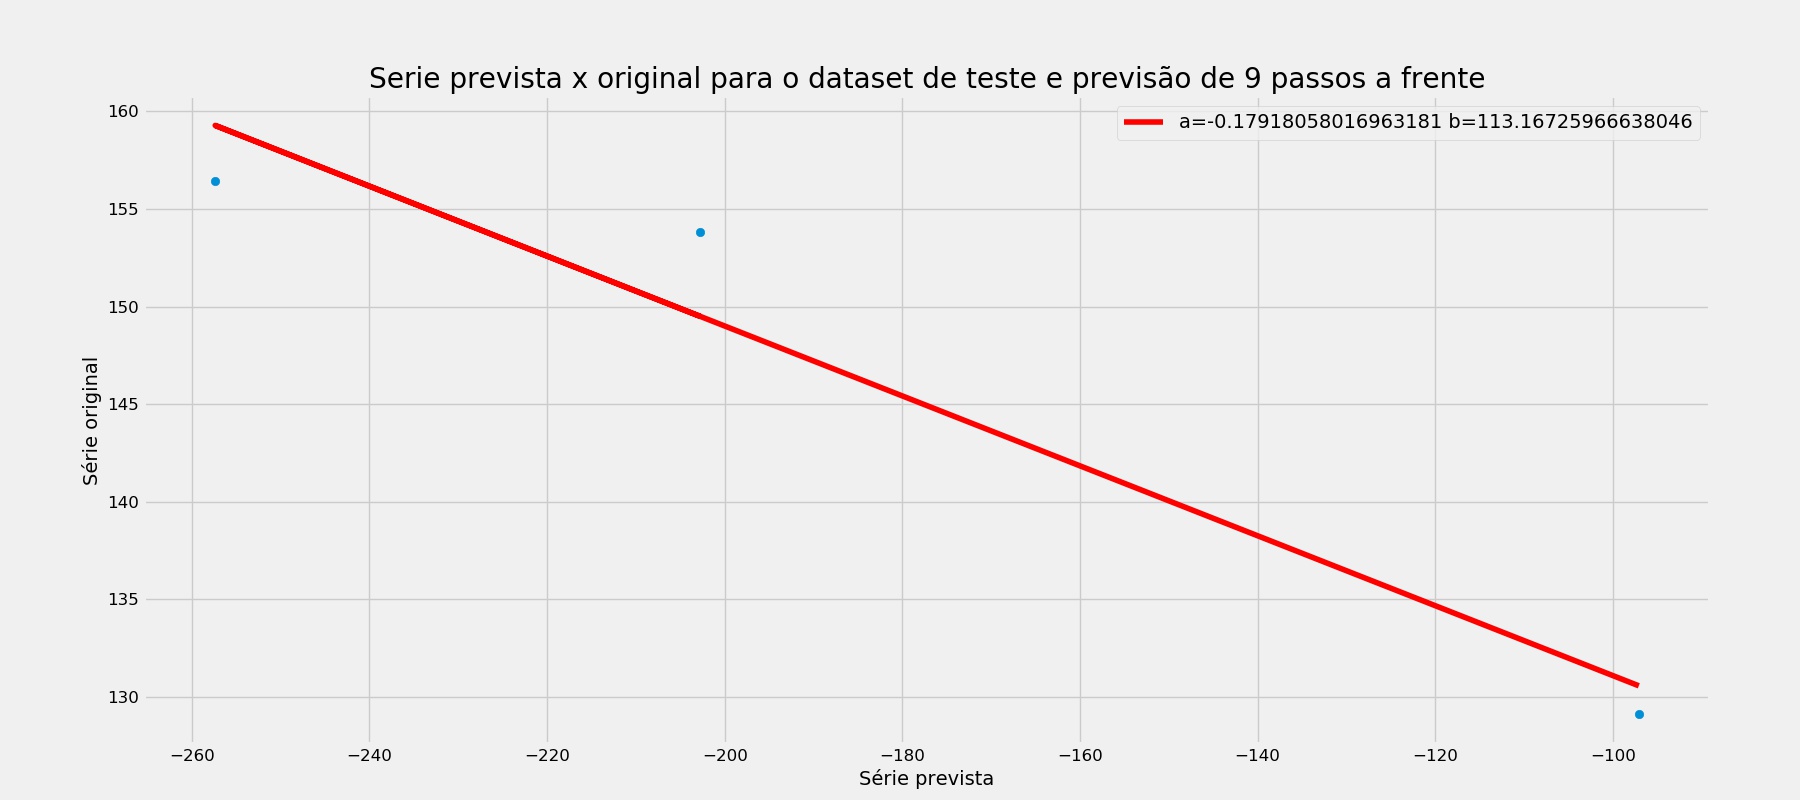 Serie prevista x original para o dataset de teste e previsão de 9 passos a frente
a=-0.17918058016963181 b=113.16725966638046
160
155
150
145
140
135
130
Série original
−260 −240 −220 −200 −180 −160 −140 −120 −100
Série prevista